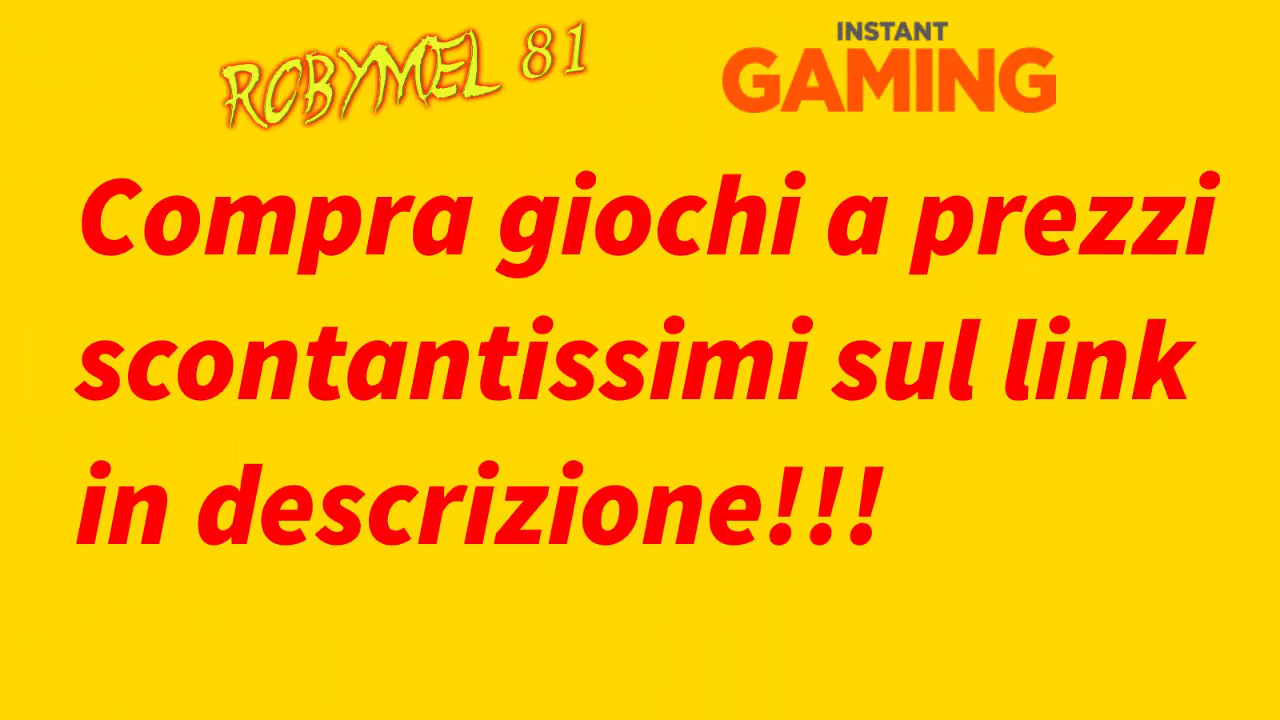 ROBYMEL 81
INSTANT
GAMING
Compra giochi a prezzi
scontantissimi sul link
in descrizione!!!